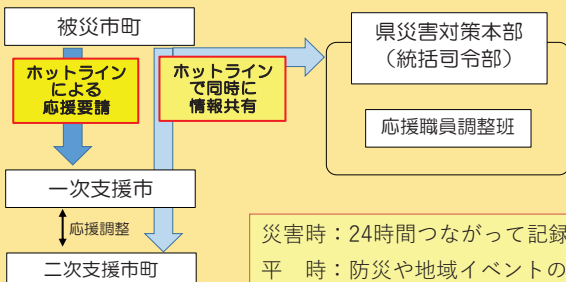 被災市町
ホットライン
による
応援要請
ホットライン
で同時に
情報共有
県災害対策本部
（統括司令部）
応援職員調整班
一次支援市
応援調整
二次支援市町
災害時：24時間つながって記録
平　時：防災や地域イベントの